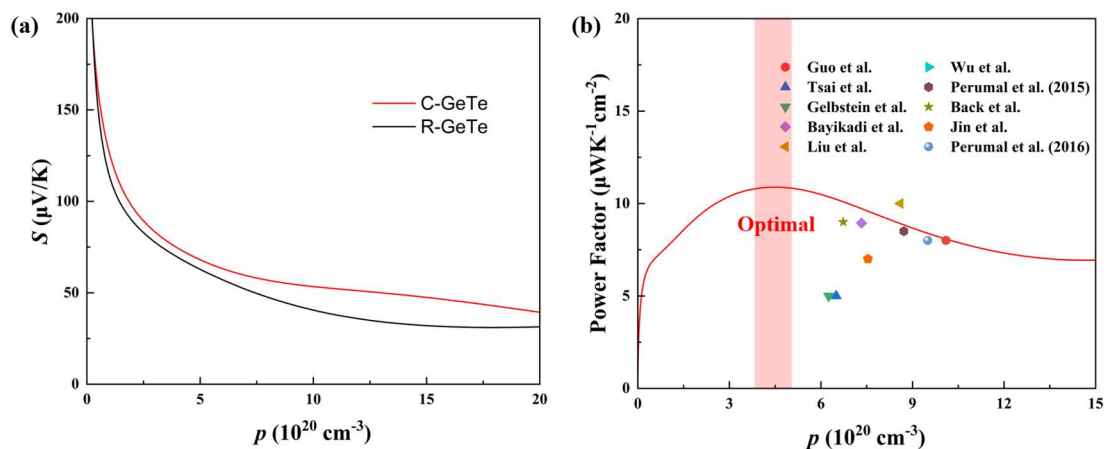 (a)
200
150
100
50
0
S (μV/K)
C-GeTe
R-GeTe
0 5 10 15 20
p (10²⁰ cm⁻³)
(b)
20
15
10
5
0
Power Factor (μWK⁻¹cm⁻²)
Guo et al.
Tsai et al.
Gelbstein et al.
Bayikadi et al.
Liu et al.
Wu et al.
Perumal et al. (2015)
Back et al.
Jin et al.
Perumal et al. (2016)
Optimal
0 3 6 9 12 15
p (10²⁰ cm⁻³)